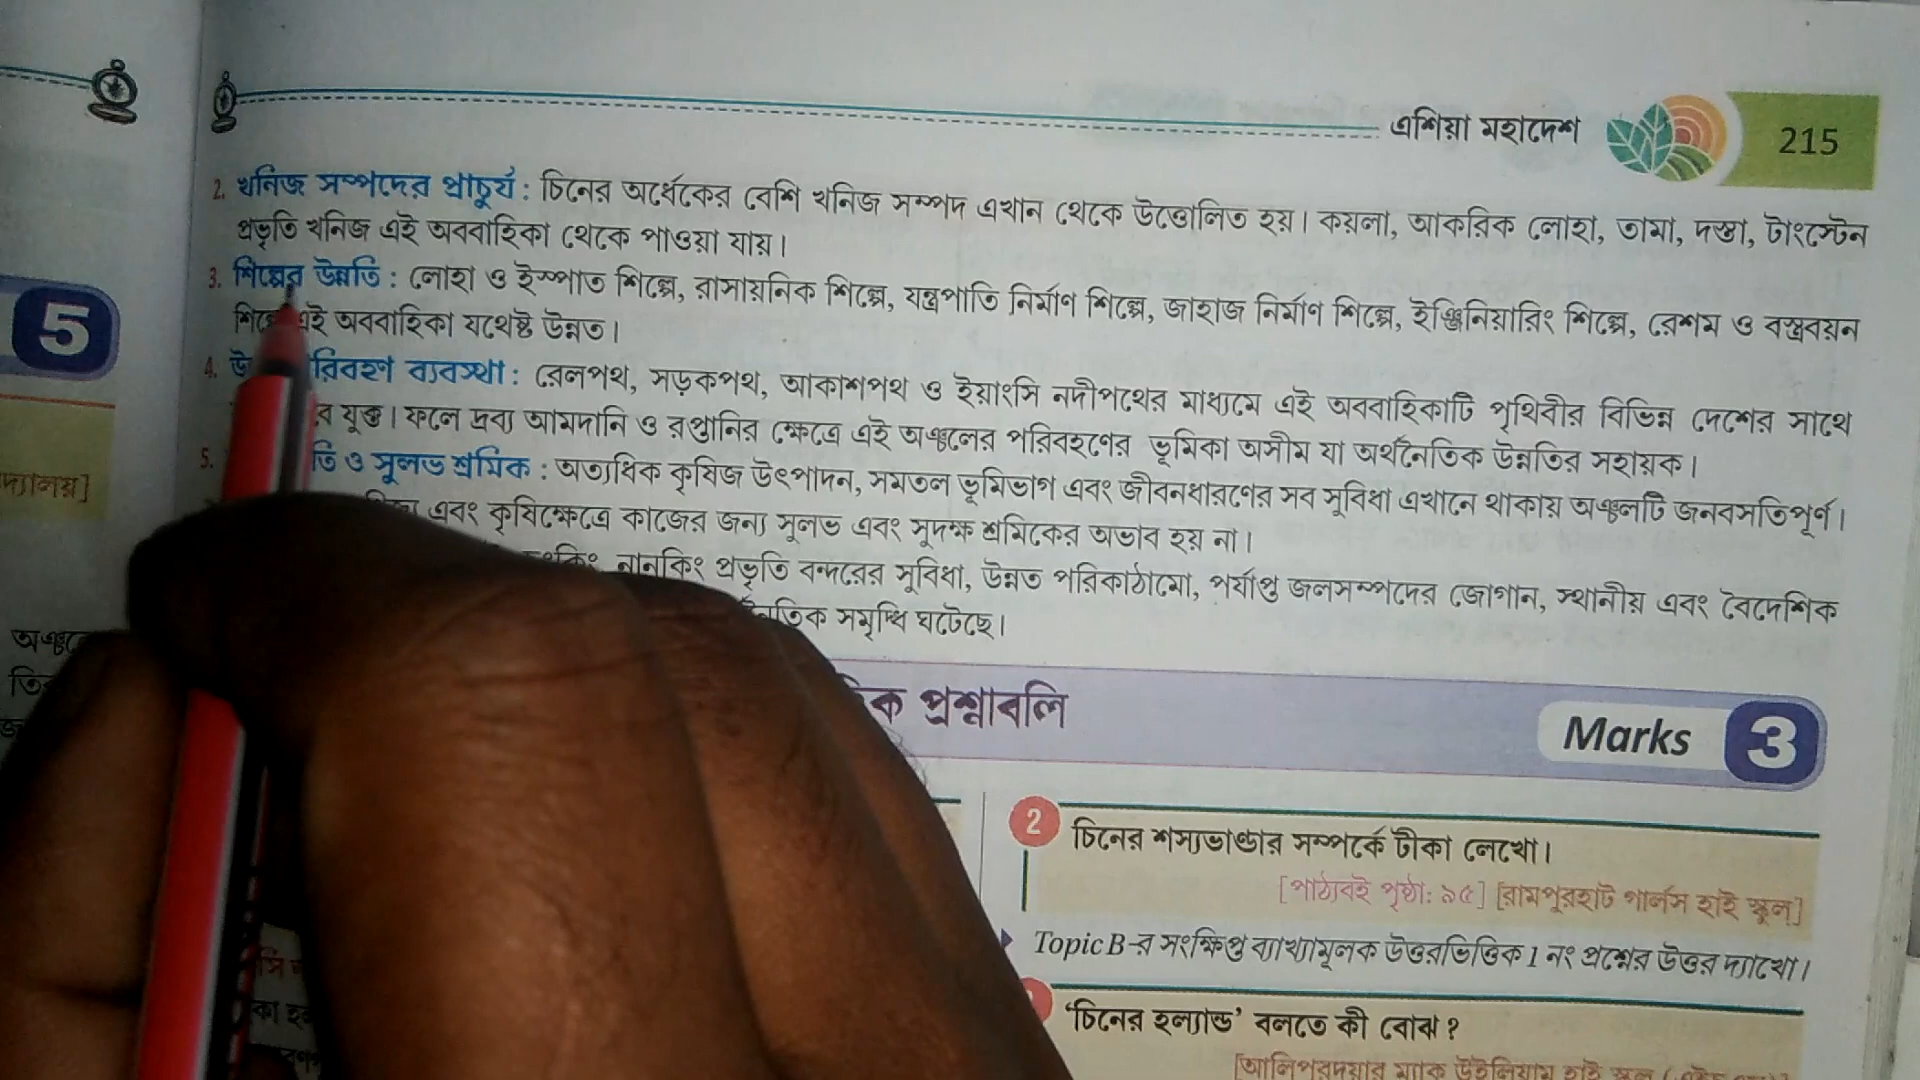 এশিয়া মহাদেশ 215
2. খনিজ সম্পদের প্রাচুর্য : চিনের অর্ধেকের বেশি খনিজ সম্পদ এখান থেকে উত্তোলিত হয়। কয়লা, আকরিক লোহা, তামা, দস্তা, টাংস্টেন
প্রভৃতি খনিজ এই অববাহিকা থেকে পাওয়া যায়।
3. শিল্পের উন্নতি : লোহা ও ইস্পাত শিল্পে, রাসায়নিক শিল্পে, যন্ত্রপাতি নির্মাণ শিল্পে, জাহাজ নির্মাণ শিল্পে, ইঞ্জিনিয়ারিং শিল্পে, রেশম ও বস্ত্রবয়ন
এই অববাহিকা যথেষ্ট উন্নত।
4. ব্যবস্থা : রেলপথ, সড়কপথ, আকাশপথ ও ইয়াংসি নদীপথের মাধ্যমে এই অববাহিকাটি পৃথিবীর বিভিন্ন দেশের সাথে
যুক্ত। ফলে দ্রব্য আমদানি ও রপ্তানির ক্ষেত্রে এই অঞ্চলের পরিবহণের ভূমিকা অসীম যা অর্থনৈতিক উন্নতির সহায়ক।
5. ও সুলভ শ্রমিক : অত্যধিক কৃষিজ উৎপাদন, সমতল ভূমিভাগ এবং জীবনধারণের সব সুবিধা এখানে থাকায় অঞ্চলটি জনবসতিপূর্ণ।
এবং কৃষিক্ষেত্রে কাজের জন্য সুলভ এবং সুদক্ষ শ্রমিকের অভাব হয় না।
নানকিং প্রভৃতি বন্দরের সুবিধা, উন্নত পরিকাঠামো, পর্যাপ্ত জলসম্পদের জোগান, স্থানীয় এবং বৈদেশিক
সমৃদ্ধি ঘটেছে।
5
প্রশ্নাবলি
Marks 3
2 চিনের শস্যভাণ্ডার সম্পর্কে টীকা লেখো।
[পাঠ্যবই পৃষ্ঠা: ৯৫] [রামপুরহাট গার্লস হাই স্কুল]
Topic B-র সংক্ষিপ্ত ব্যাখ্যামূলক উত্তরভিত্তিক 1 নং প্রশ্নের উত্তর দ্যাখো।
'চিনের হল্যান্ড' বলতে কী বোঝ ?